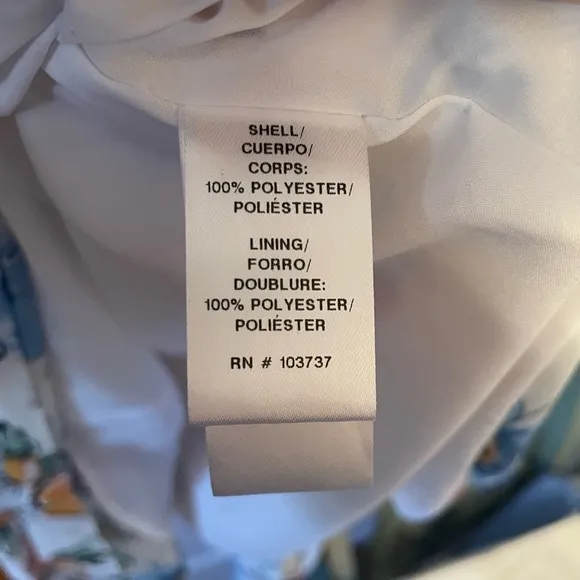 SHELL/
CUERPO/
CORPS:
100% POLYESTER/
POLIÉSTER
LINING/
FORRO/
DOUBLURE:
100% POLYESTER/
POLIÉSTER
RN # 103737